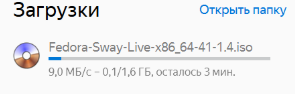 Загрузки
Открыть папку
Fedora-Sway-Live-x86_64-41-1.4.iso
9,0 МБ/с – 0,1/1,6 ГБ, осталось 3 мин.